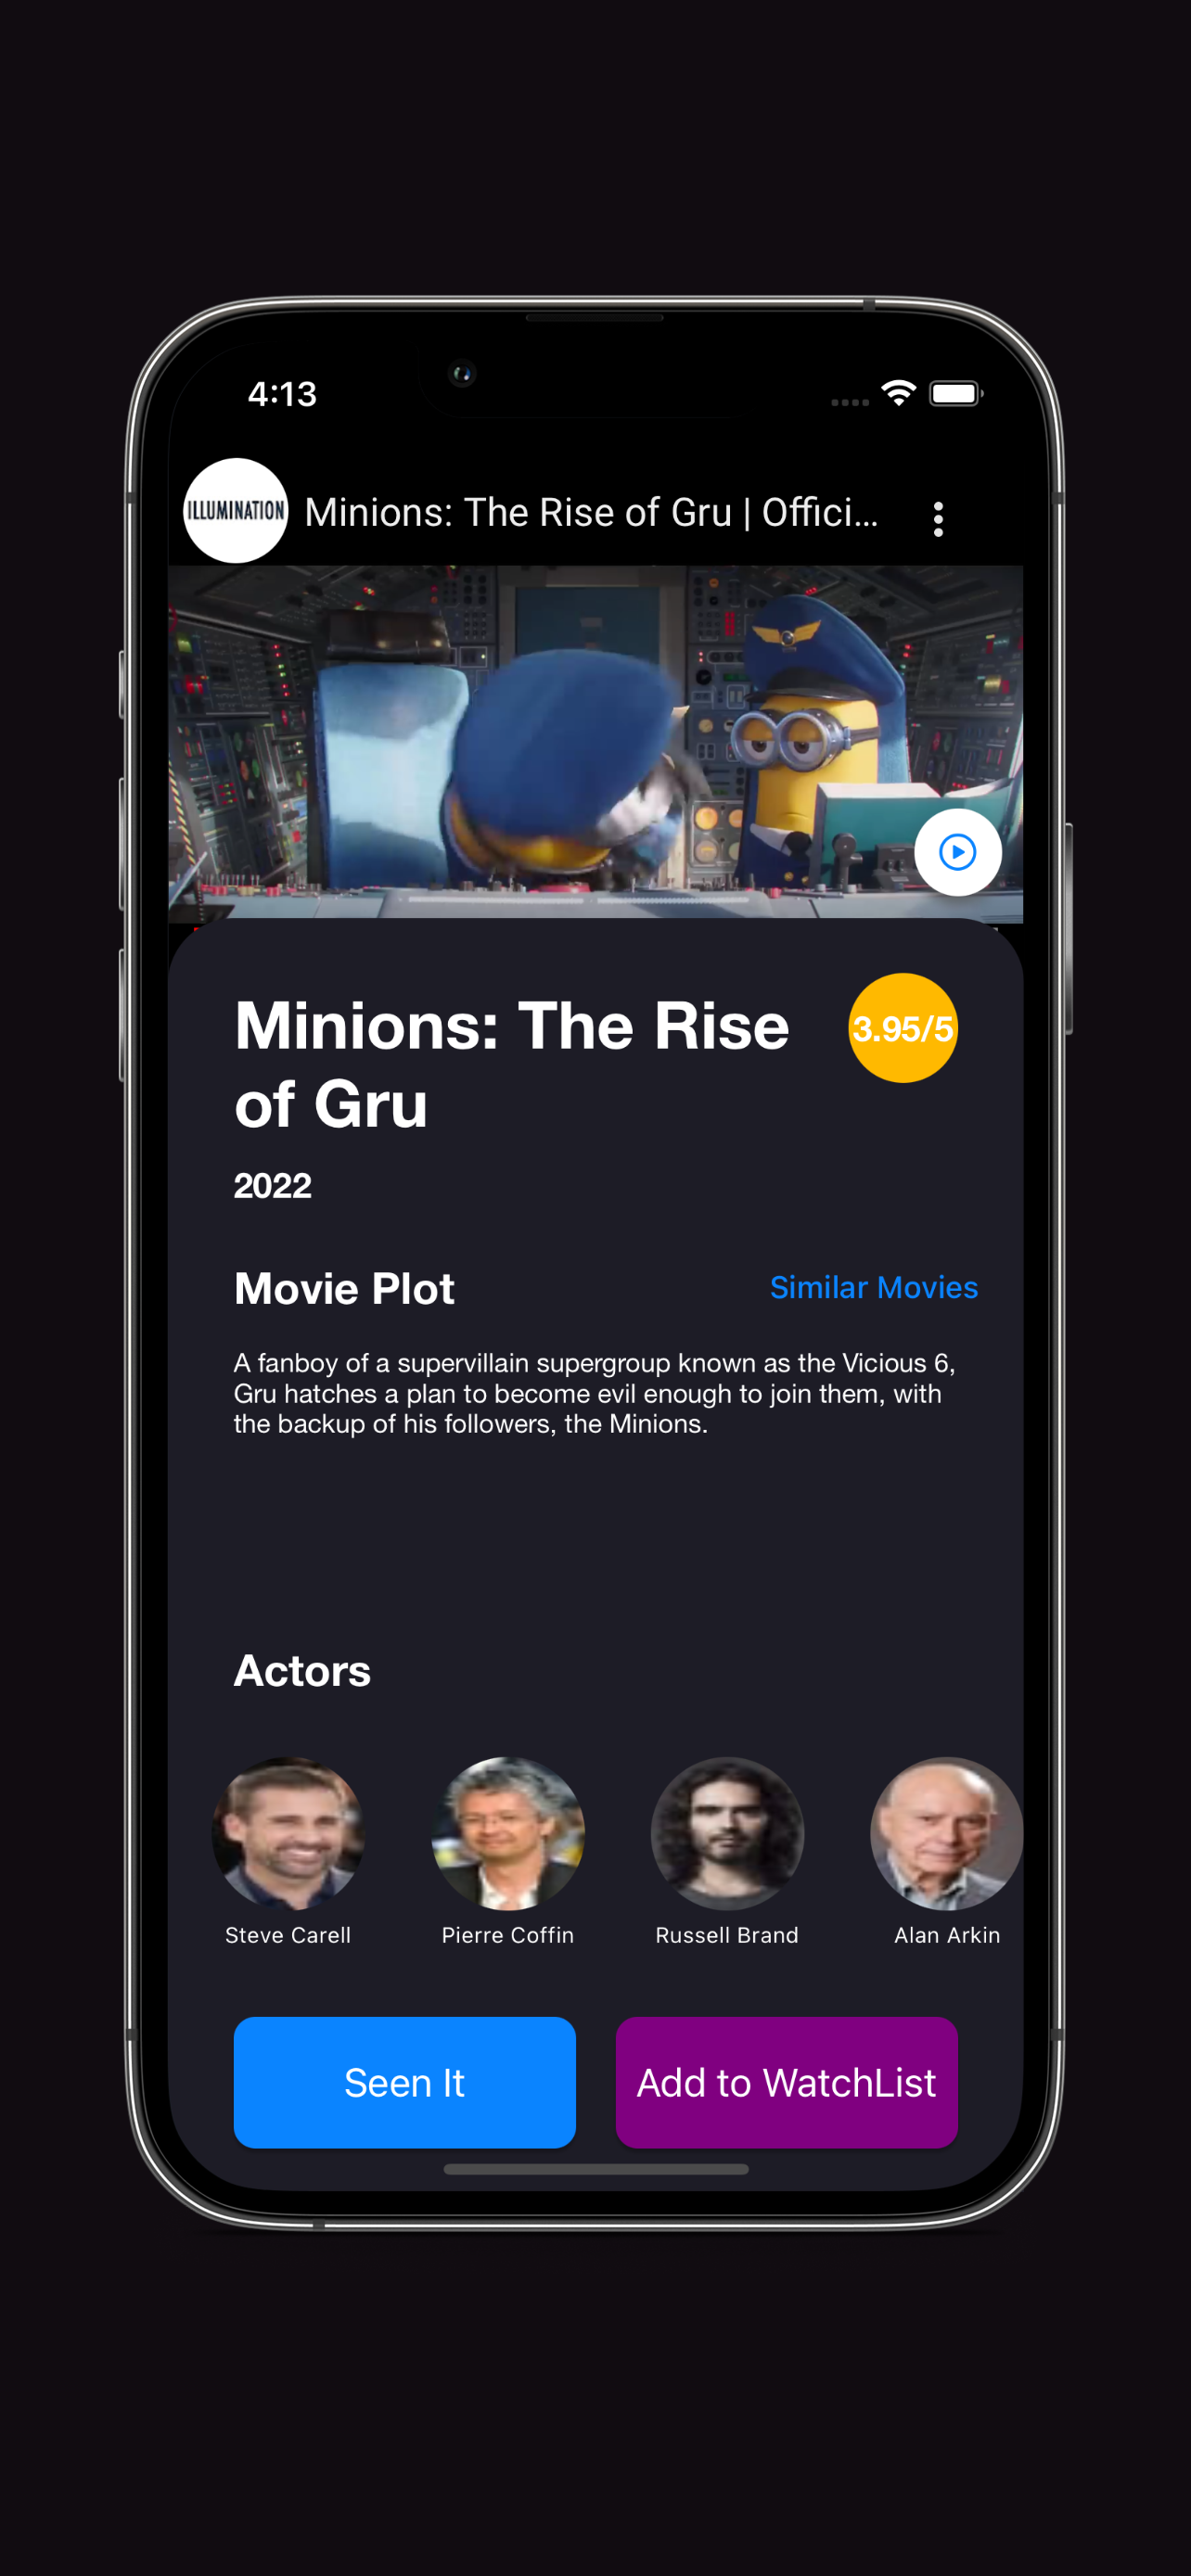 4:13
ILLUMINATION
Minions: The Rise of Gru | Offici...
Minions: The Rise
of Gru
3.95/5
2022
Movie Plot
Similar Movies
A fanboy of a supervillain supergroup known as the Vicious 6,
Gru hatches a plan to become evil enough to join them, with
the backup of his followers, the Minions.
Actors
Steve Carell
Pierre Coffin
Russell Brand
Alan Arkin
Seen It
Add to WatchList